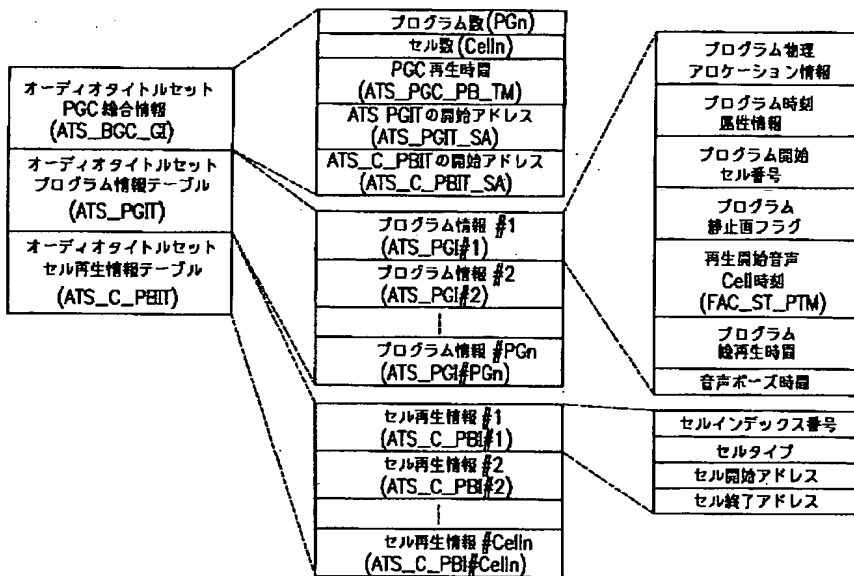 オーディオタイトルセット
PGC 総合情報
(ATS_BGC_GI)
オーディオタイトルセット
プログラム情報テーブル
(ATS_PGIT)
オーディオタイトルセット
セル再生情報テーブル
(ATS_C_PBIT)
プログラム数 (PGn)
セル数 (Celln)
PGC 再生時間
(ATS_PGC_PB_TM)
ATS PGITの開始アドレス
(ATS_PGIT_SA)
ATS_C_PBITの開始アドレス
(ATS_C_PBIT_SA)
プログラム情報 #1
(ATS_PGI#1)
プログラム情報 #2
(ATS_PGI#2)
プログラム情報 #PGn
(ATS_PGI#PGn)
セル再生情報 #1
(ATS_C_PBI#1)
セル再生情報 #2
(ATS_C_PBI#2)
セル再生情報 #Celln
(ATS_C_PBI#Celln)
プログラム物理
アロケーション情報
プログラム時刻
属性情報
プログラム開始
セル番号
プログラム
静止画フラグ
再生開始音声
Cell時刻
(FAC_ST_PTM)
プログラム
総再生時間
音声ポーズ時間
セルインデックス番号
セルタイプ
セル開始アドレス
セル終了アドレス